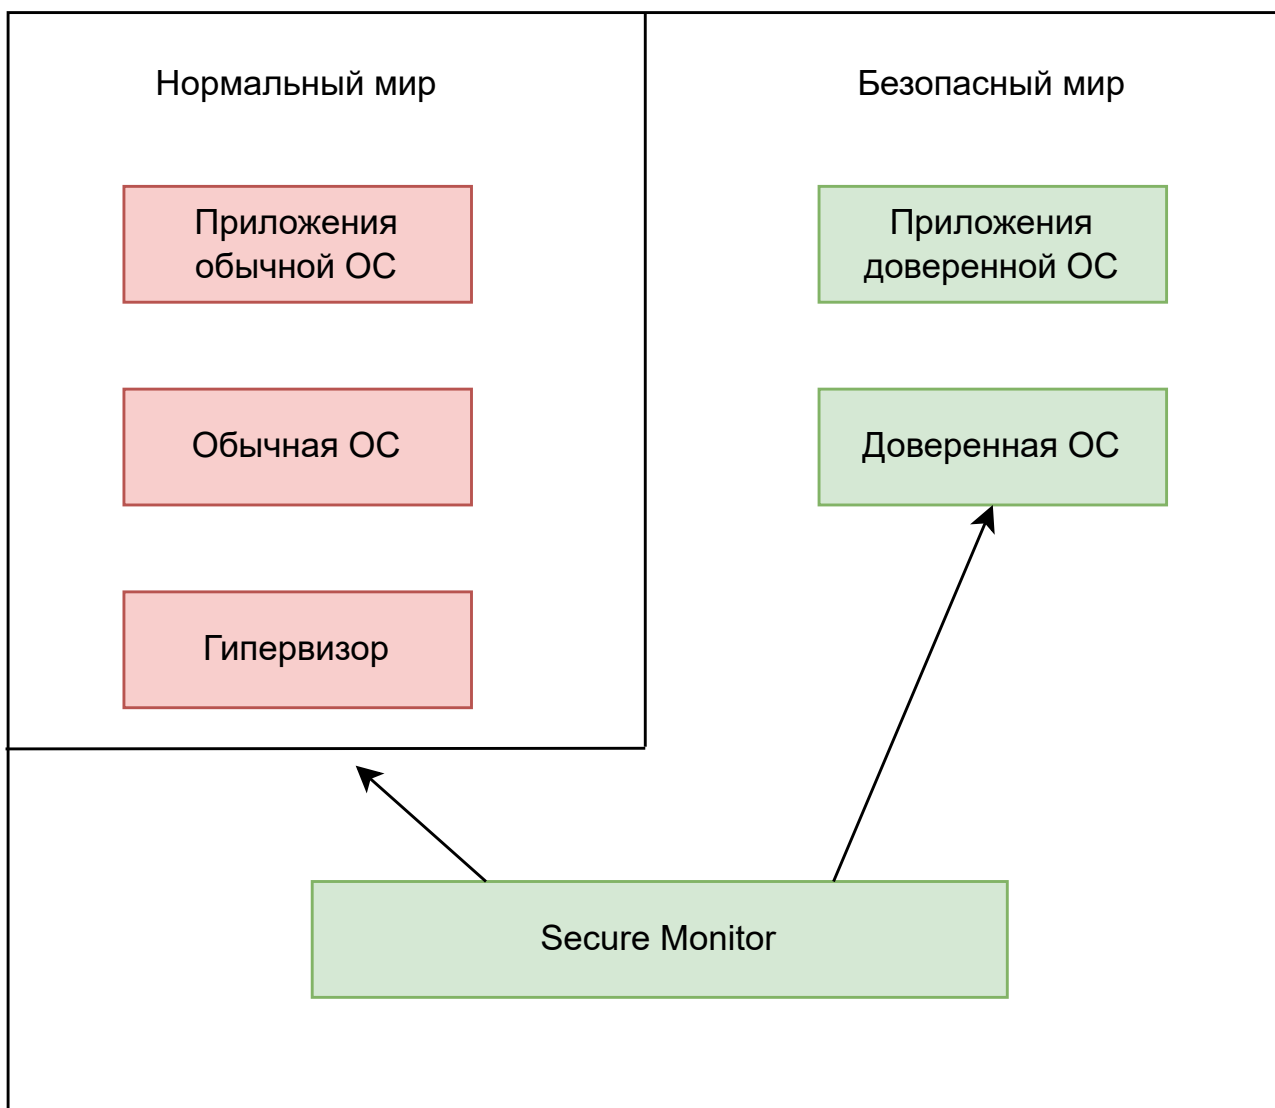 Нормальный мир
Безопасный мир
Приложения
обычной ОС
Приложения
доверенной ОС
Обычная ОС
Доверенная ОС
Гипервизор
Secure Monitor